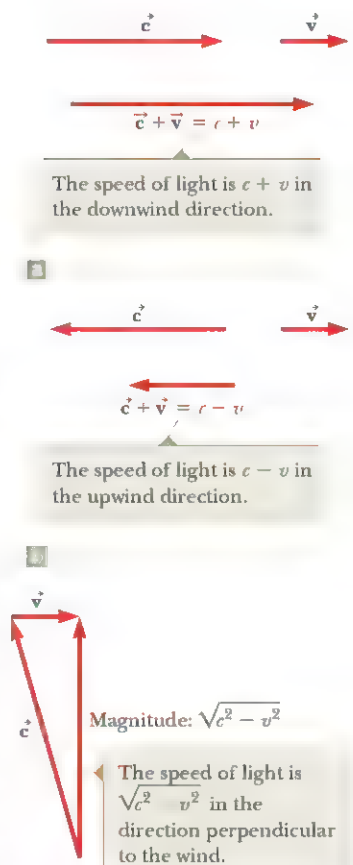 c⃗ v⃗
c⃗ + v⃗ = c + v
The speed of light is c + v in
the downwind direction.
a
c⃗ v⃗
c⃗ + v⃗ = c − v
The speed of light is c − v in
the upwind direction.
v⃗
c⃗
Magnitude: √c² − v²
The speed of light is
√c² v² in the
direction perpendicular
to the wind.